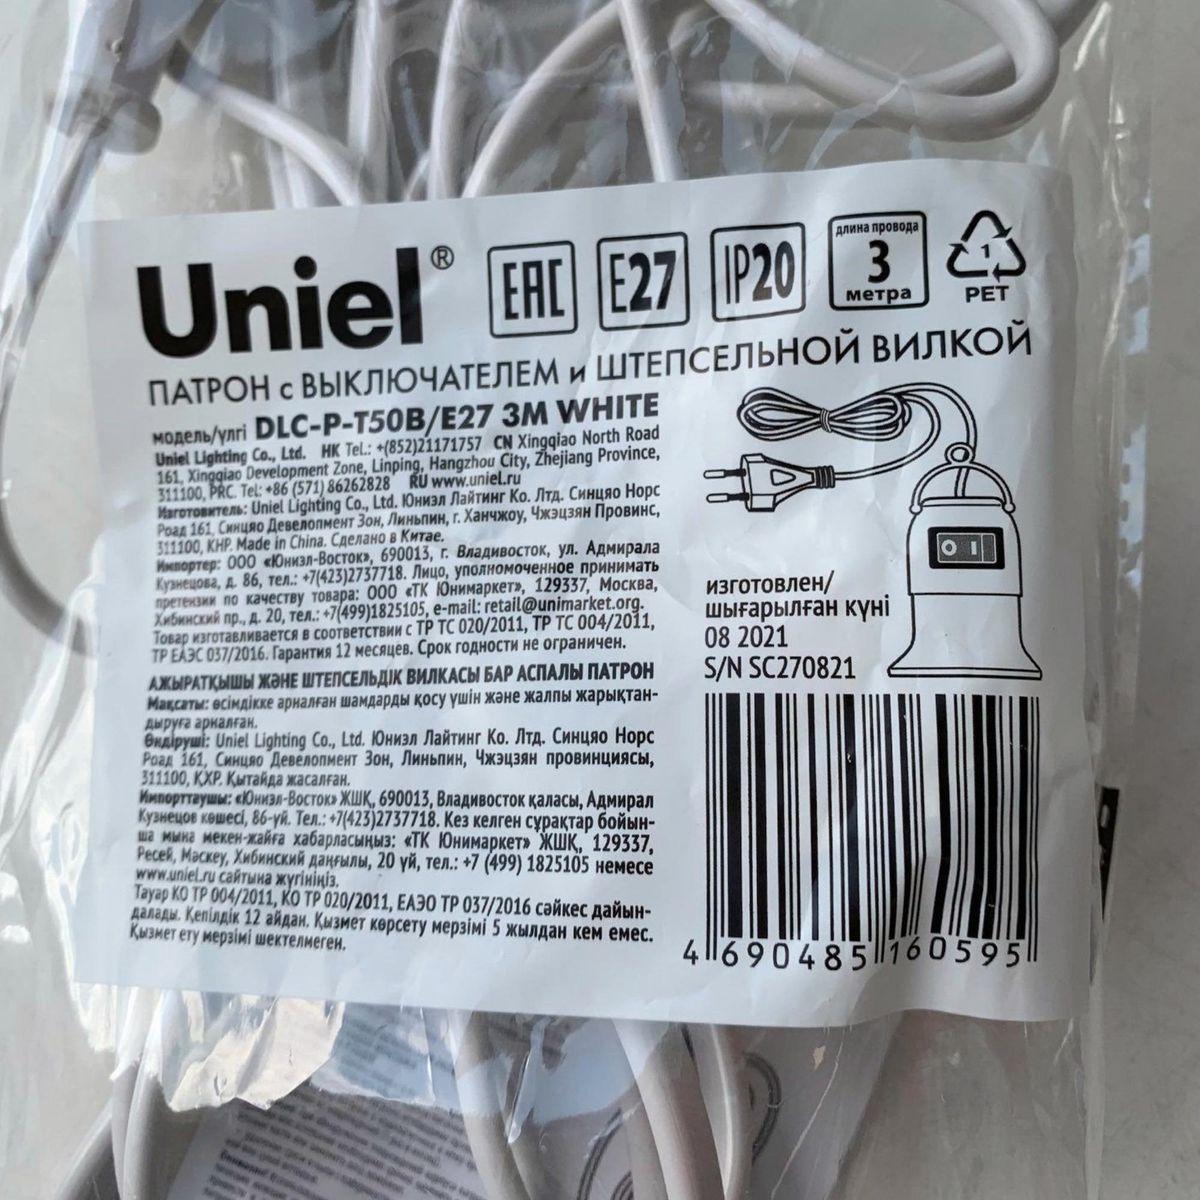 Uniel®
EAC
E27
IP20
длина провода
3
метра
1
PET
ПАТРОН с ВЫКЛЮЧАТЕЛЕМ и ШТЕПСЕЛЬНОЙ ВИЛКОЙ
модель/үлгі DLC-P-T50B/E27 3M WHITE
Uniel Lighting Co., Ltd. HK Tel.: +(852)21171757 CN Xingqiao North Road
161, Xingqiao Development Zone, Linping, Hangzhou City, Zhejiang Province,
311100, PRC. Tel: +86 (571) 86262828 RU www.uniel.ru
Изготовитель: Uniel Lighting Co., Ltd. Юниэл Лайтинг Ко. Лтд. Синцяо Норс
Роад 161, Синцяо Девелопмент Зон, Линьпин, г. Ханчжоу, Чжэцзян Провинс,
311100, КНР. Made in China. Сделано в Китае.
Импортер: ООО «Юниэл-Восток», 690013, г. Владивосток, ул. Адмирала
Кузнецова, д. 86, тел.: +7(423)2737718. Лицо, уполномоченное принимать
претензии по качеству товара: ООО «ТК Юнимаркет», 129337, Москва,
Хибинский пр., д. 20, тел.: +7(499)1825105, e-mail: retail@unimarket.org.
Товар изготавливается в соответствии с ТР ТС 020/2011, ТР ТС 004/2011,
ТР ЕАЭС 037/2016. Гарантия 12 месяцев. Срок годности не ограничен.
АЖЫРАТҚЫШЫ ЖӘНЕ ШТЕПСЕЛЬДІК ВИЛКАСЫ БАР АСПАЛЫ ПАТРОН
Мақсаты: өсімдікке арналған шамдарды қосу үшін және жалпы жарықтан-
дыруға арналған.
Өндіруші: Uniel Lighting Co., Ltd. Юниэл Лайтинг Ко. Лтд. Синцяо Норс
Роад 161, Синцяо Девелопмент Зон, Линьпин, Чжэцзян провинциясы,
311100, ҚХР. Қытайда жасалған.
Импорттаушы: «Юниэл-Восток» ЖШҚ, 690013, Владивосток қаласы, Адмирал
Кузнецов көшесі, 86-үй. Тел.: +7(423)2737718. Кез келген сұрақтар бойын-
ша мына мекен-жайға хабарласыңыз: «ТК Юнимаркет» ЖШҚ, 129337,
Ресей, Мәскеу, Хибинский даңғылы, 20 үй, тел.: +7 (499) 1825105 немесе
www.uniel.ru сайтына жүгініңіз.
Тауар КО ТР 004/2011, КО ТР 020/2011, ЕАЭО ТР 037/2016 сәйкес дайын-
далады. Кепілдік 12 айдан. Қызмет көрсету мерзімі 5 жылдан кем емес.
Қызмет ету мерзімі шектелмеген.
O I
изготовлен/
шығарылған күні
08 2021
S/N SC270821
4 690485 160595